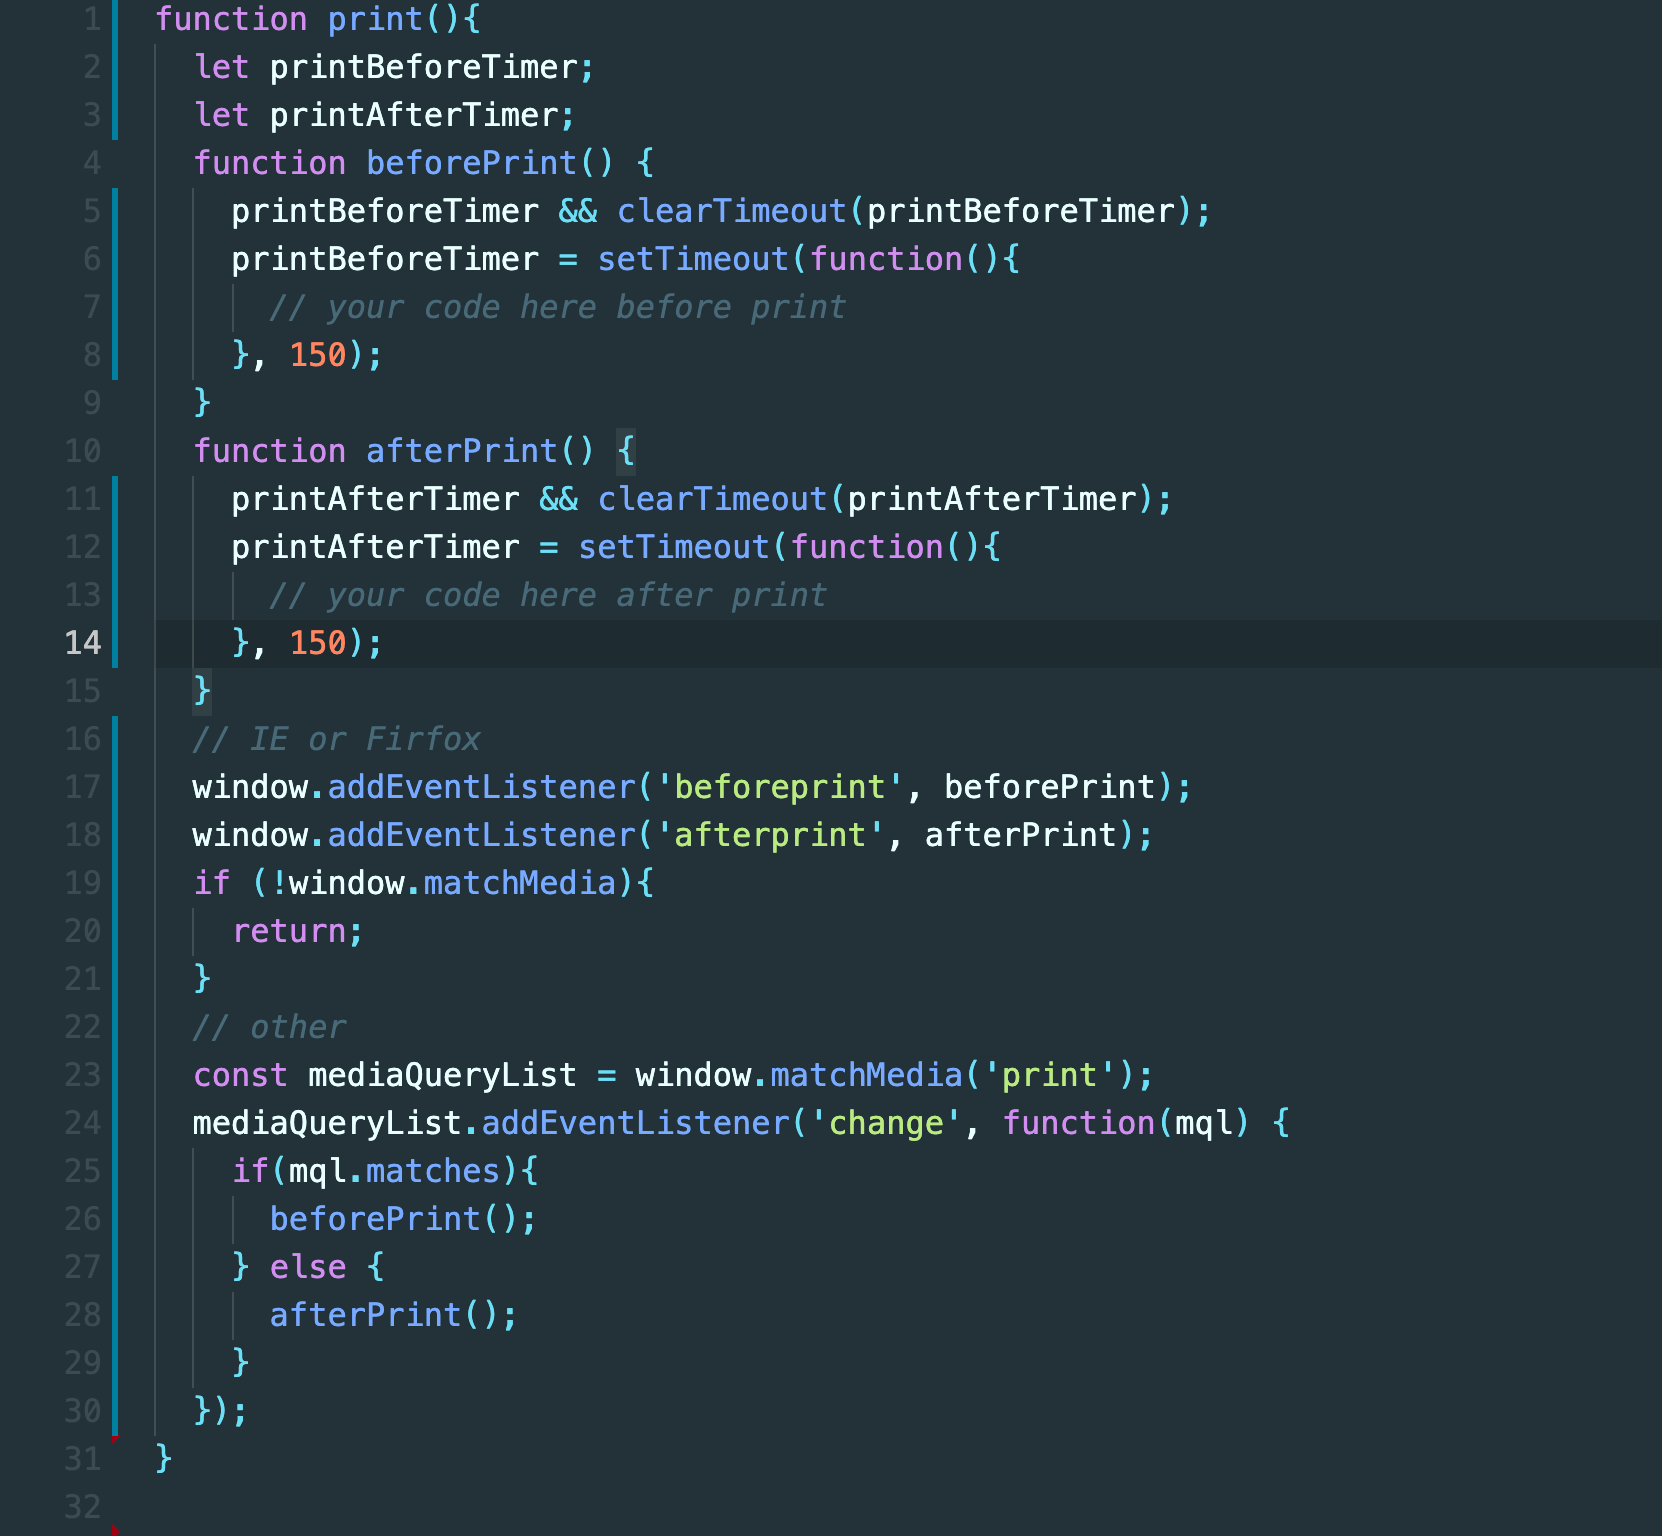 1 function print(){
2 let printBeforeTimer;
3 let printAfterTimer;
4 function beforePrint() {
5 printBeforeTimer && clearTimeout(printBeforeTimer);
6 printBeforeTimer = setTimeout(function(){
7 // your code here before print
8 }, 150);
9 }
10 function afterPrint() {
11 printAfterTimer && clearTimeout(printAfterTimer);
12 printAfterTimer = setTimeout(function(){
13 // your code here after print
14 }, 150);
15 }
16 // IE or Firfox
17 window.addEventListener('beforeprint', beforePrint);
18 window.addEventListener('afterprint', afterPrint);
19 if (!window.matchMedia){
20 return;
21 }
22 // other
23 const mediaQueryList = window.matchMedia('print');
24 mediaQueryList.addEventListener('change', function(mql) {
25 if(mql.matches){
26 beforePrint();
27 } else {
28 afterPrint();
29 }
30 });
31 }
32